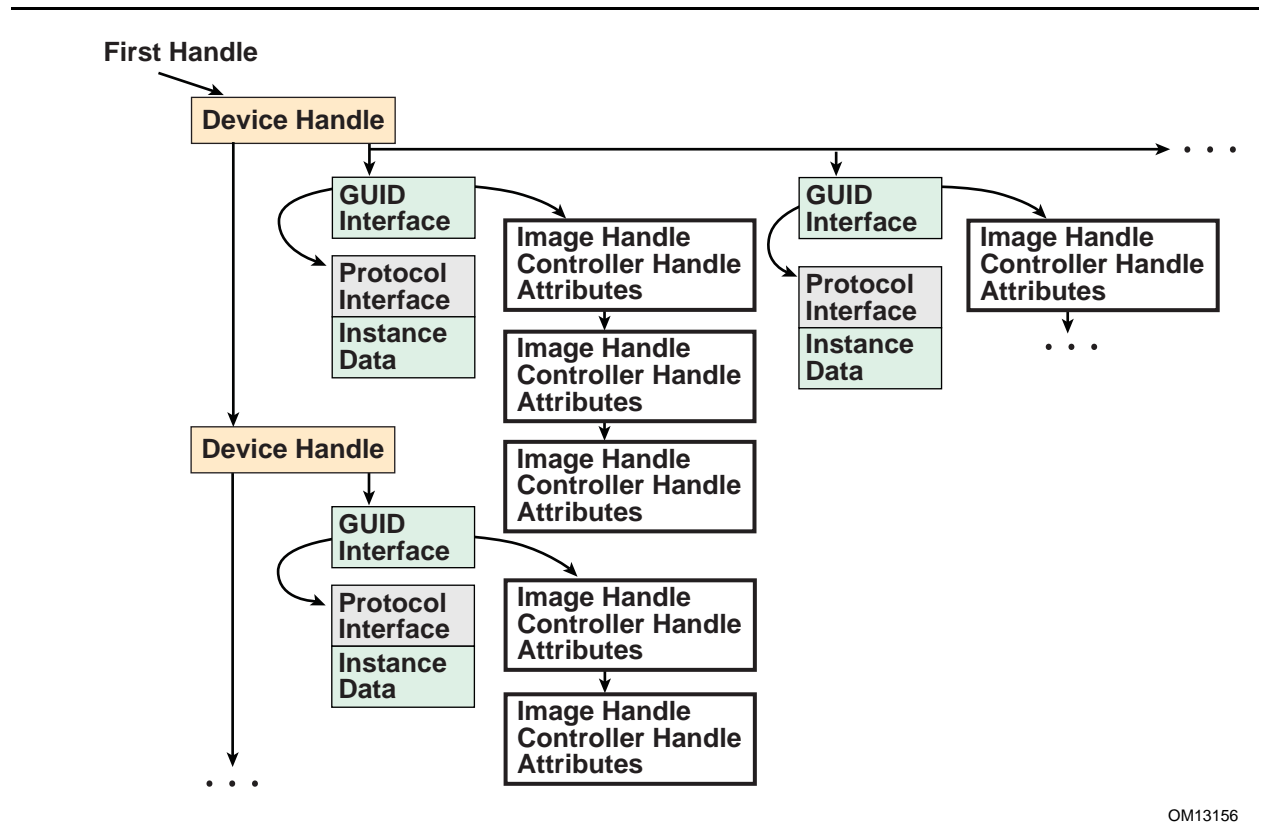 First Handle
Device Handle
. . .
GUID
Interface
Protocol
Interface
Instance
Data
Image Handle
Controller Handle
Attributes
Image Handle
Controller Handle
Attributes
Image Handle
Controller Handle
Attributes
GUID
Interface
Protocol
Interface
Instance
Data
Image Handle
Controller Handle
Attributes
. . .
Device Handle
GUID
Interface
Protocol
Interface
Instance
Data
Image Handle
Controller Handle
Attributes
Image Handle
Controller Handle
Attributes
. . .
OM13156